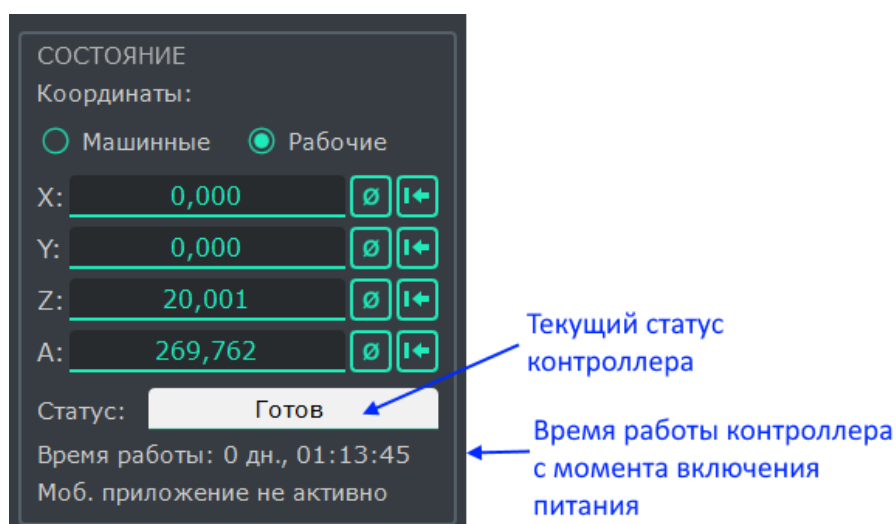 СОСТОЯНИЕ
Координаты:
Машинные Рабочие
X: 0,000 Ø
Y: 0,000 Ø
Z: 20,001 Ø
A: 269,762 Ø
Статус: Готов
Время работы: 0 дн., 01:13:45
Моб. приложение не активно
Текущий статус
контроллера
Время работы контроллера
с момента включения
питания